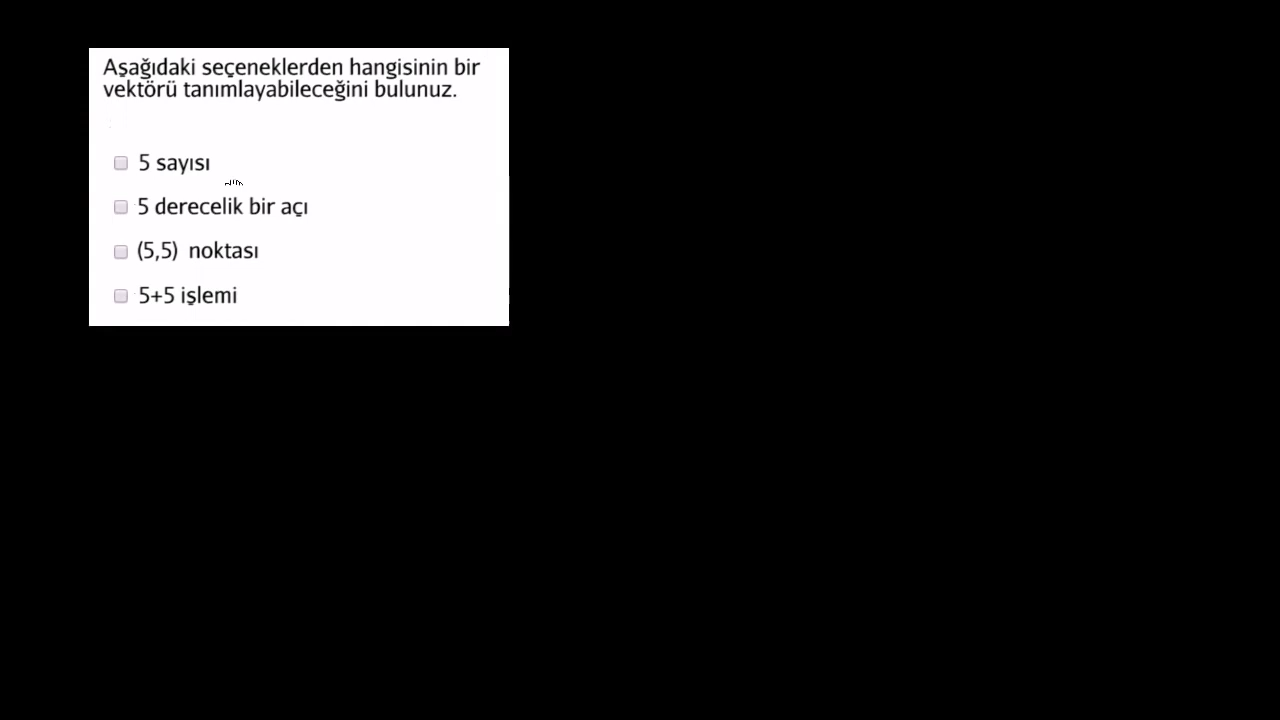 Aşağıdaki seçeneklerden hangisinin bir
vektörü tanımlayabileceğini bulunuz.
5 sayısı
5 derecelik bir açı
(5,5) noktası
5+5 işlemi